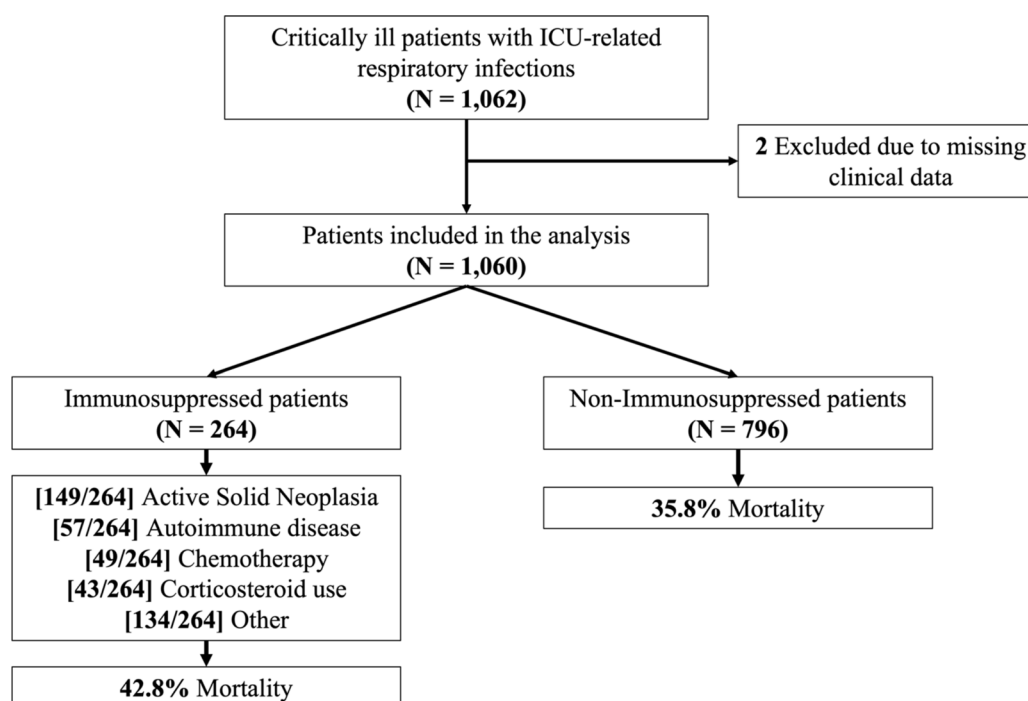 Critically ill patients with ICU-related
respiratory infections
(N = 1,062)
2 Excluded due to missing
clinical data
Patients included in the analysis
(N = 1,060)
Immunosuppressed patients
(N = 264)
Non-Immunosuppressed patients
(N = 796)
[149/264] Active Solid Neoplasia
[57/264] Autoimmune disease
[49/264] Chemotherapy
[43/264] Corticosteroid use
[134/264] Other
35.8% Mortality
42.8% Mortality